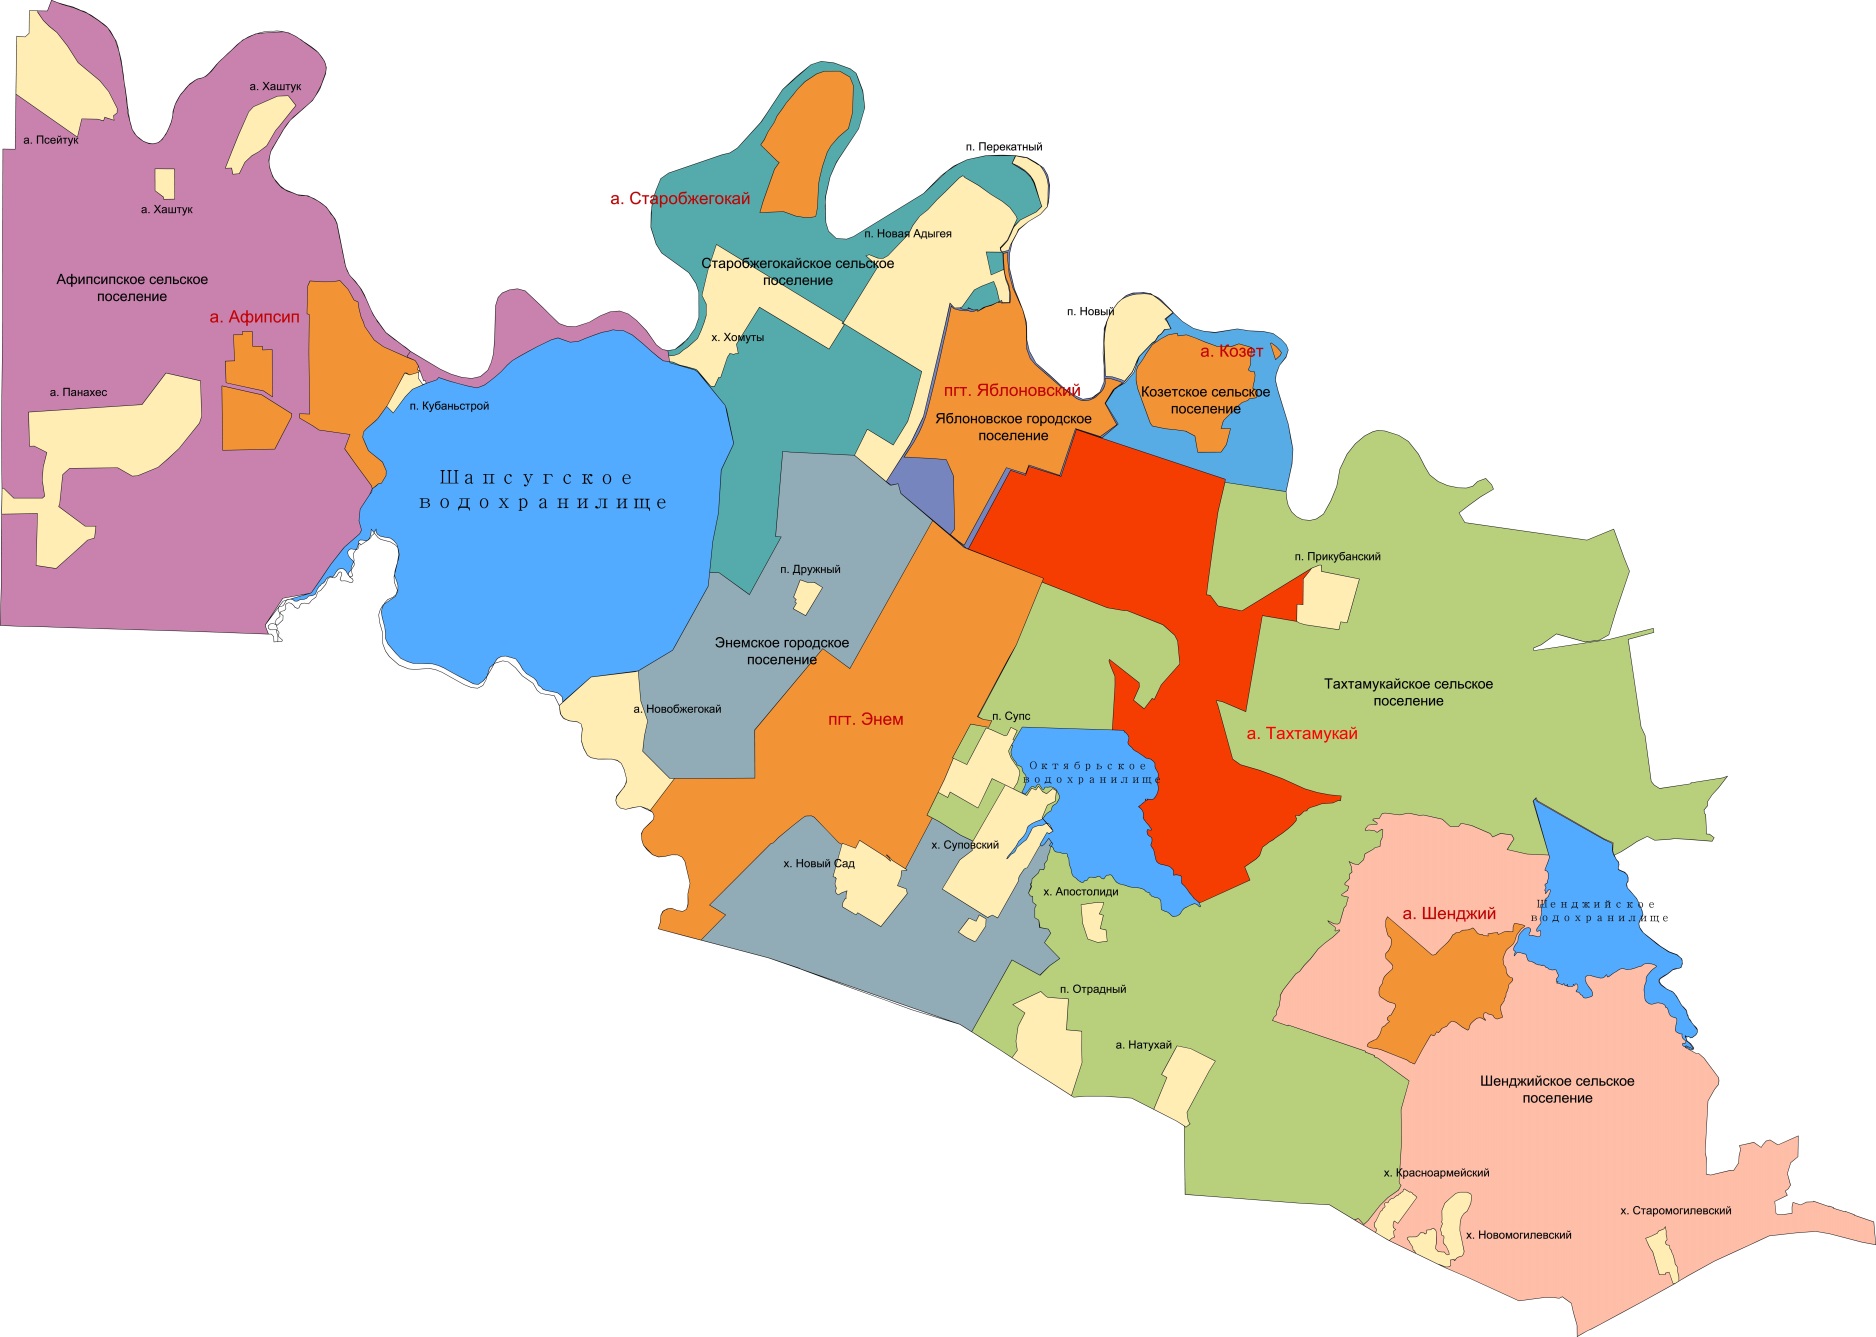 а. Хаштук
а. Псейтук
п. Перекатный
а. Старобжегокай
а. Хаштук
п. Новая Адыгея
Старобжегокайское сельское
поселение
Афипсипское сельское
поселение
а. Афипсип
п. Новый
х. Хомуты
а. Козет
пгт. Яблоновский
Козетское сельское
поселение
а. Панахес
п. Кубаньстрой
Яблоновское городское
поселение
Шапсугское
водохранилище
п. Прикубанский
п. Дружный
Энемское городское
поселение
Тахтамукайское сельское
поселение
а. Новобжегокай
пгт. Энем
п. Супс
а. Тахтамукай
Октябрьское
водохранилище
х. Суповский
х. Новый Сад
х. Апостолиди
Шенджийское
водохранилище
а. Шенджий
п. Отрадный
а. Натухай
Шенджийское сельское
поселение
х. Красноармейский
х. Старомогилевский
х. Новомогилевский